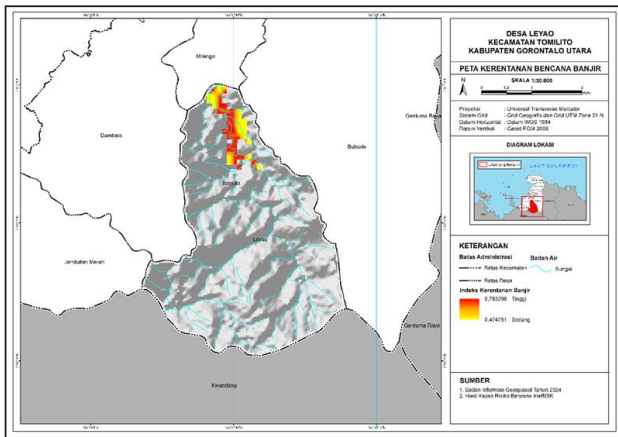 Milango
Dambalo
Bubode
Gentuma Raya
Tomilito
Leyao
Jembatan Merah
Gentuma Raya
Kwandang
DESA LEYAO
KECAMATAN TOMILITO
KABUPATEN GORONTALO UTARA
PETA KERENTANAN BENCANA BANJIR
N
SKALA 1:30.000
Proyeksi : Universal Transverse Mercator
Sistem Grid : Grid Geografis dan Grid UTM Zona 51 N
Datum Horizontal : Datum WGS 1984
Datum Vertikal : Geoid EGM 2008
DIAGRAM LOKASI
LAUT SULAWESI
KETERANGAN
Batas Administrasi
Batas Kecamatan
Batas Desa
Badan Air
Sungai
Indeks Kerentanan Banjir
0,783298 Tinggi
0,474751 Sedang
SUMBER
1. Badan Informasi Geospasial Tahun 2024
2. Hasil Kajian Risiko Bencana InaRISK